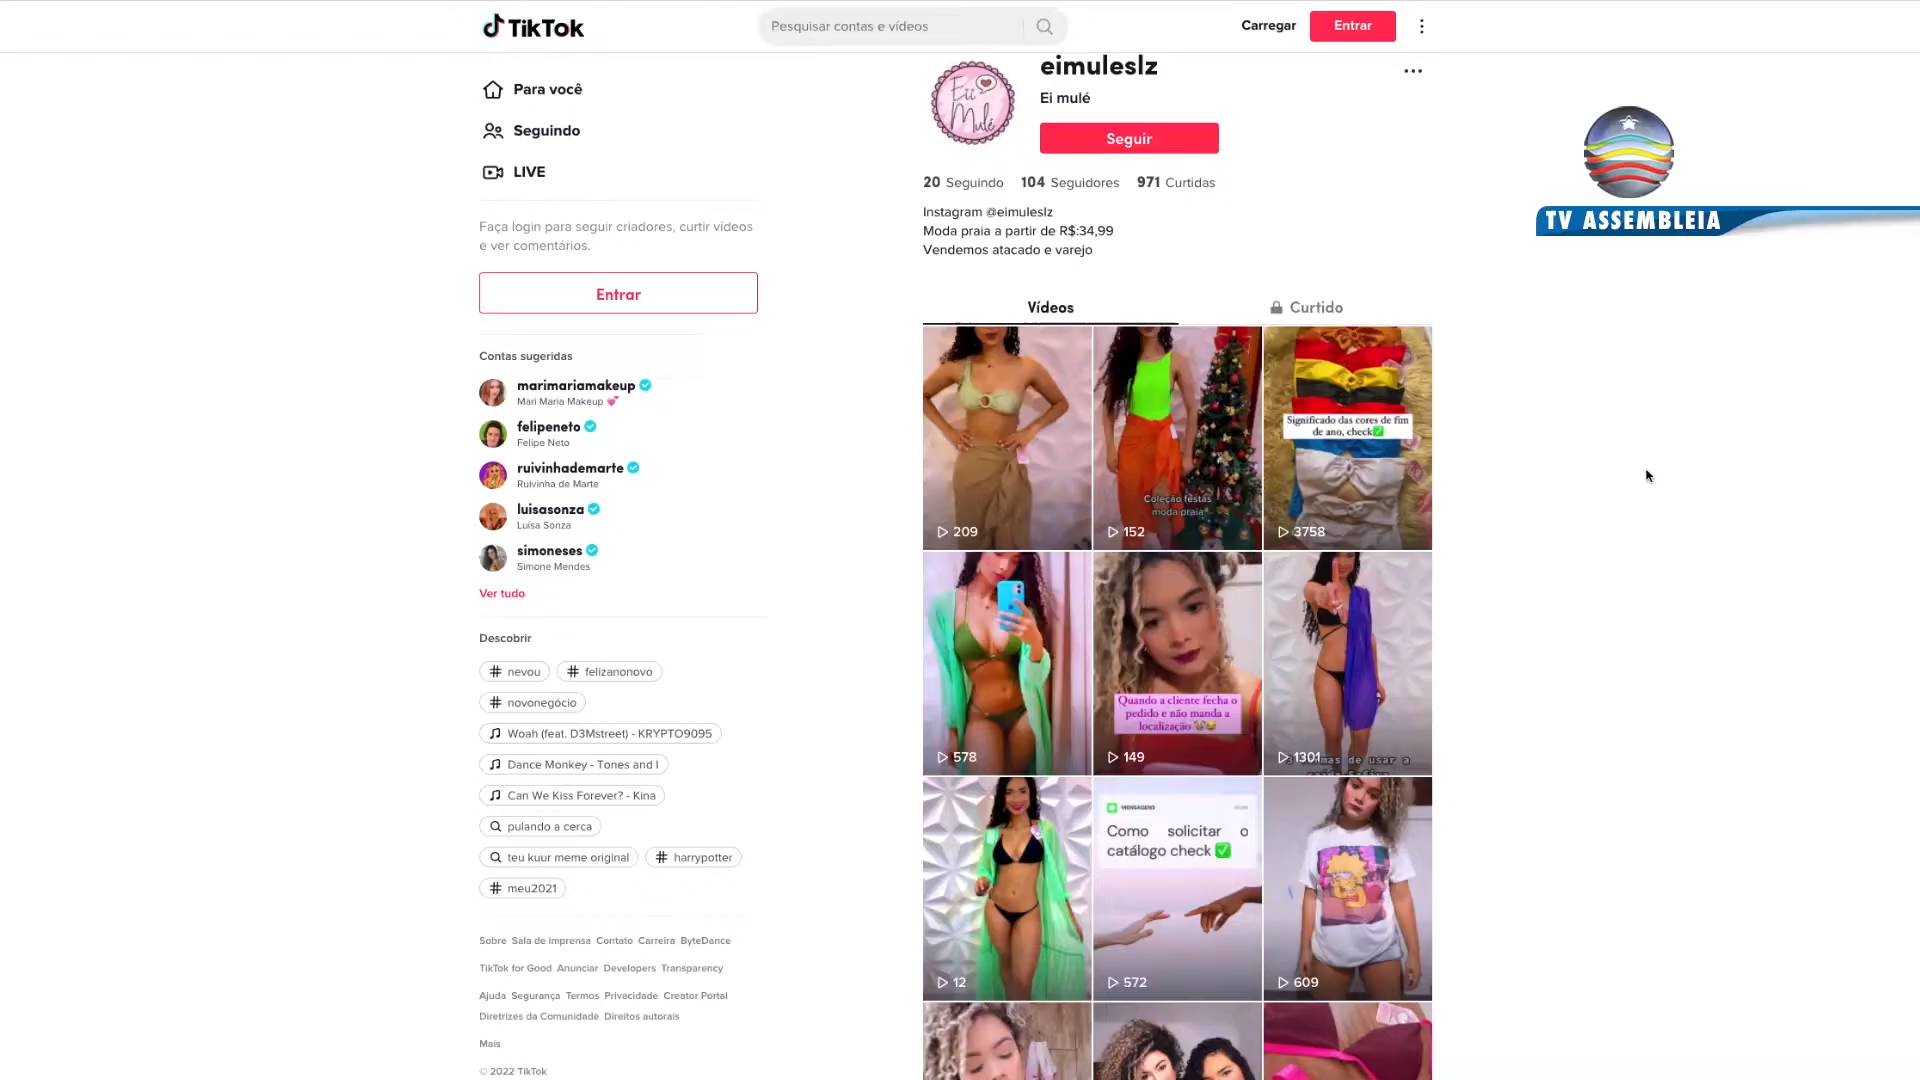 TikTok
Pesquisar contas e vídeos
Carregar
Entrar
Para você
Seguindo
LIVE
Faça login para seguir criadores, curtir vídeos
e ver comentários.
Entrar
Contas sugeridas
marimariamakeup
Mari Maria Makeup 💕
felipeneto
Felipe Neto
ruivinhademarte
Ruivinha de Marte
luisasonza
Luísa Sonza
simoneses
Simone Mendes
Ver tudo
Descobrir
# nevou
# felizanonovo
# novonegócio
Woah (feat. D3Mstreet) - KRYPTO9095
Dance Monkey - Tones and I
Can We Kiss Forever? - Kina
pulando a cerca
teu kuur meme original
# harrypotter
# meu2021
Sobre Sala de imprensa Contato Carreira ByteDance
TikTok for Good Anunciar Developers Transparency
Ajuda Segurança Termos Privacidade Creator Portal
Diretrizes da Comunidade Direitos autorais
Mais
© 2022 TikTok
Eii
Mulé
eimuleslz
Ei mulé
Seguir
20 Seguindo 104 Seguidores 971 Curtidas
Instagram @eimuleslz
Moda praia a partir de R$:34,99
Vendemos atacado e varejo
Vídeos
Curtido
209
Coleção festas
moda praia
152
Significado das cores de fim
de ano, check✅
3758
578
Quando a cliente fecha o
pedido e não manda a
localização
149
1301
de usar a
12
MENSAGENS
Como solicitar o
catálogo check ✅
572
609
TV ASSEMBLEIA